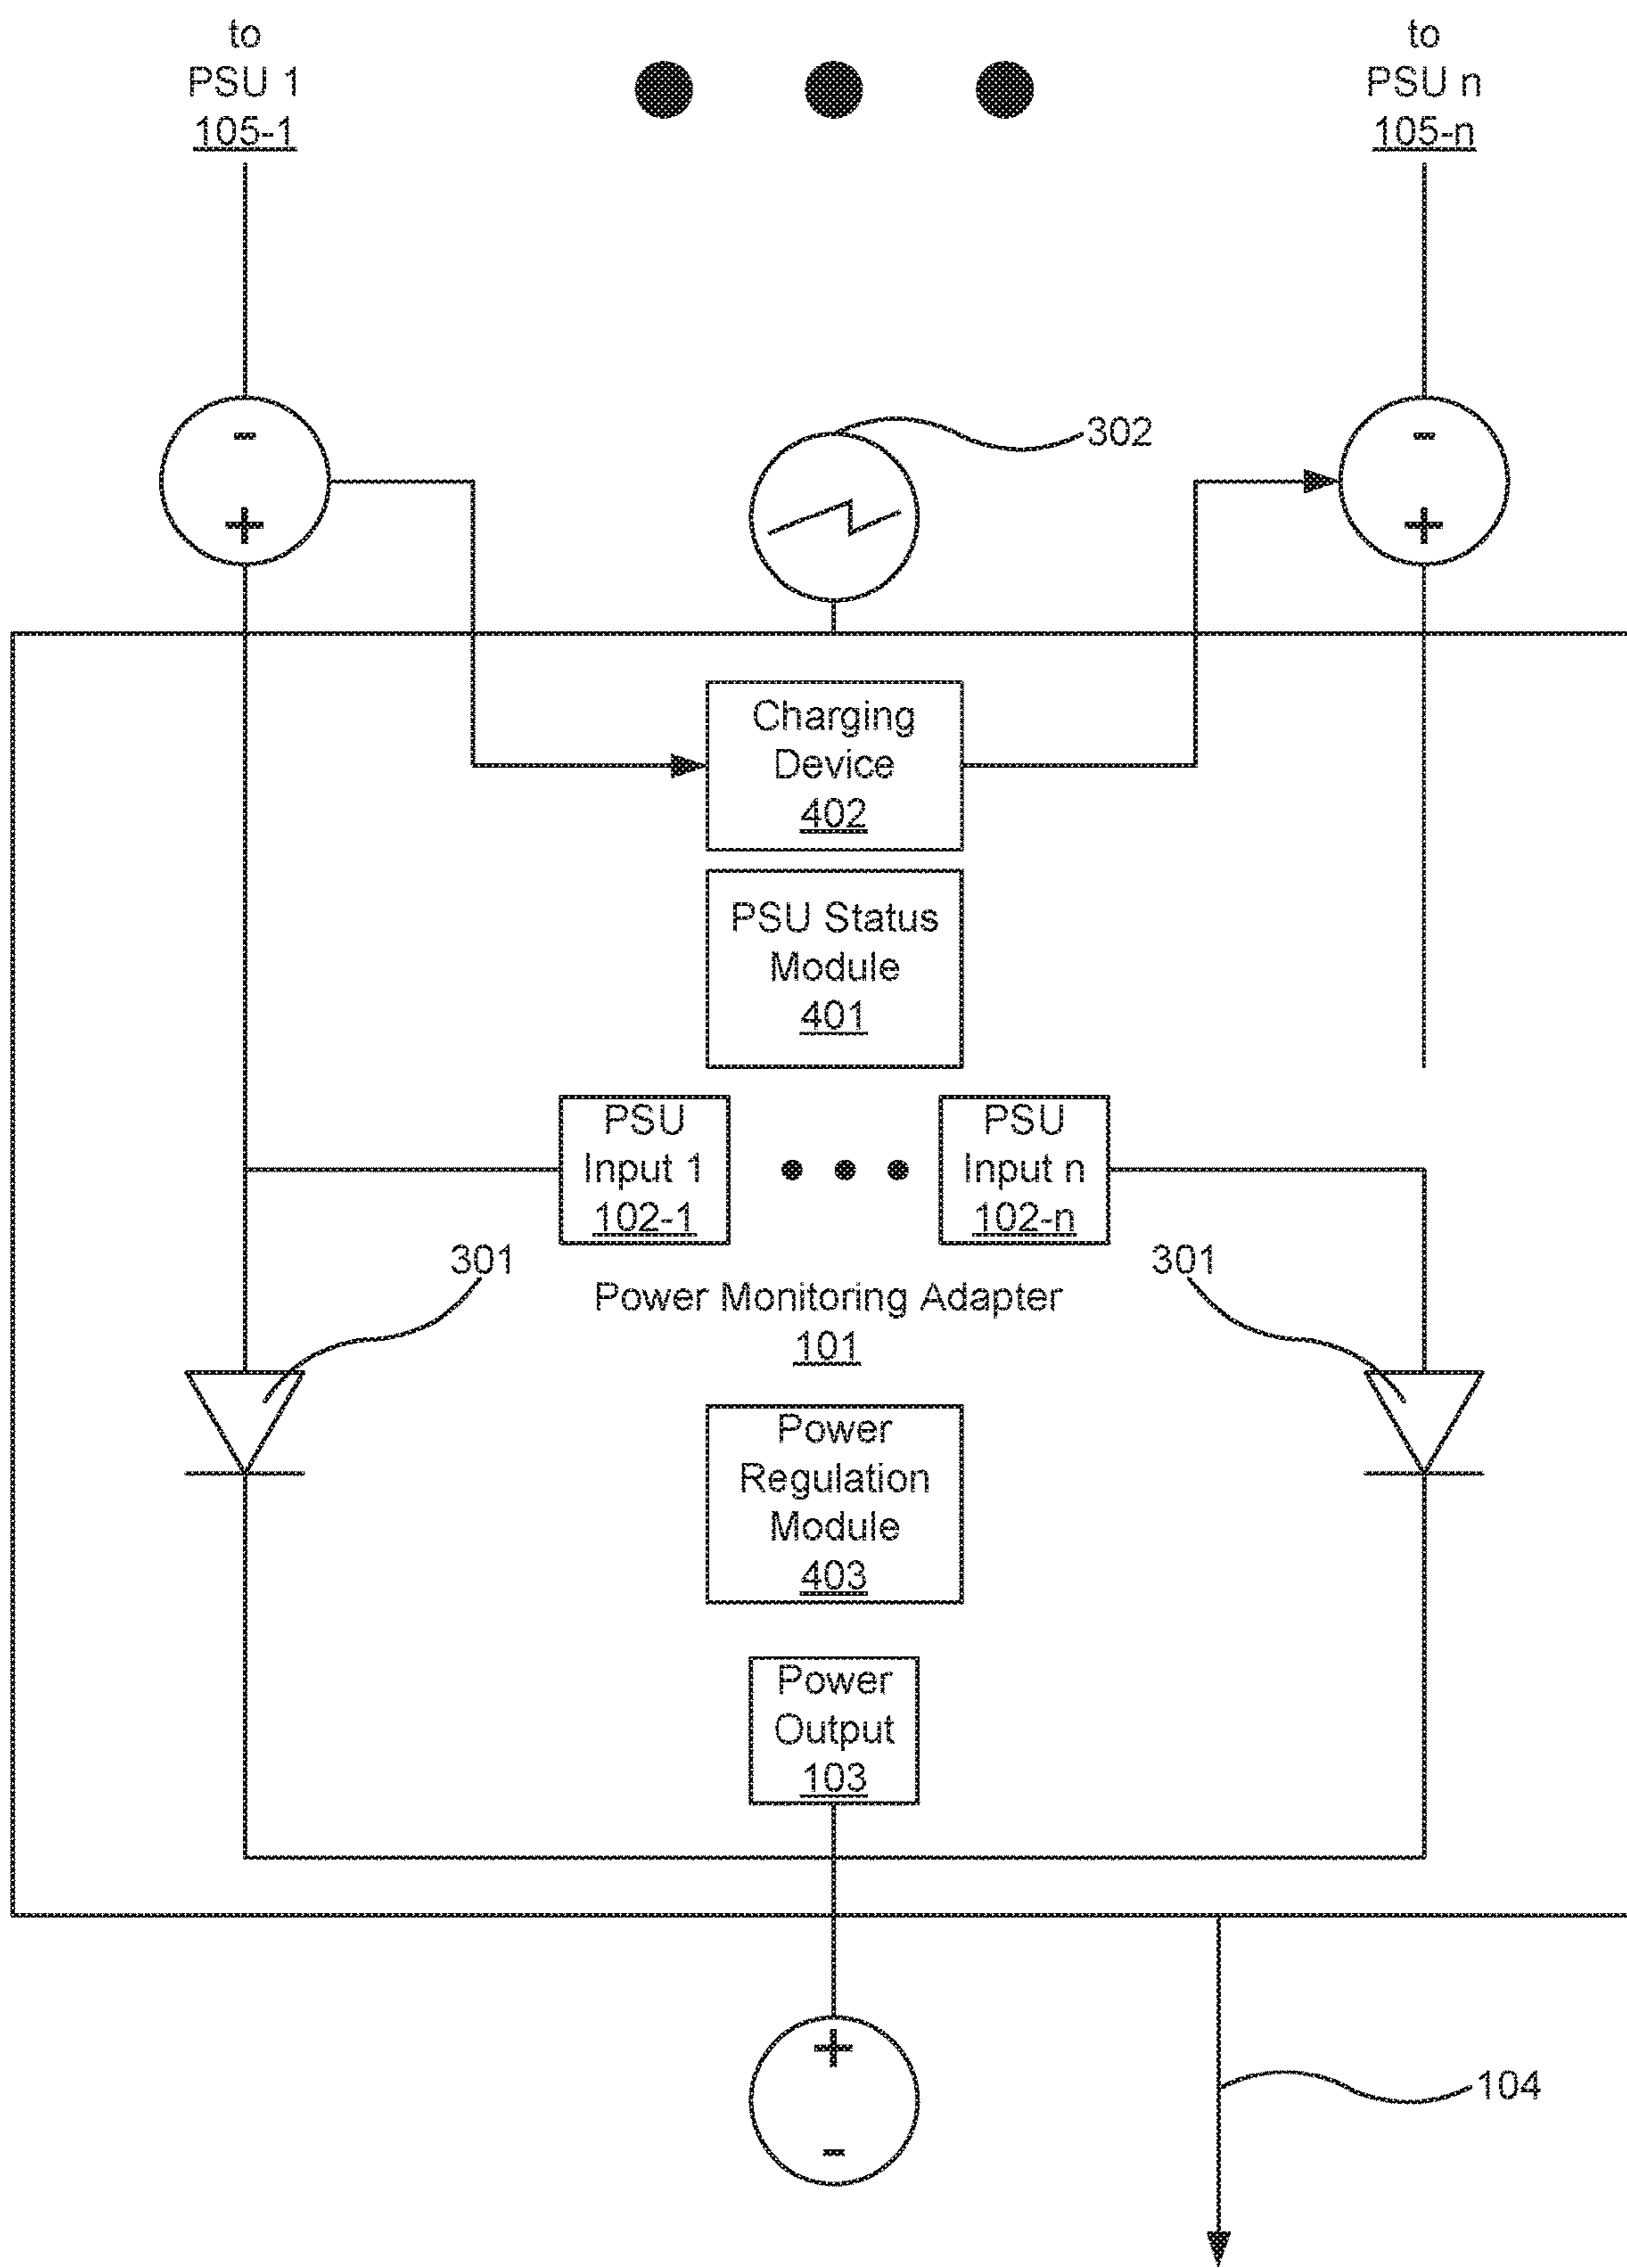 to
PSU 1
105-1
to
PSU n
105-n
-
+
302
-
+
Charging
Device
402
PSU Status
Module
401
PSU
Input 1
102-1
PSU
Input n
102-n
301
301
Power Monitoring Adapter
101
Power
Regulation
Module
403
Power
Output
103
+
-
104